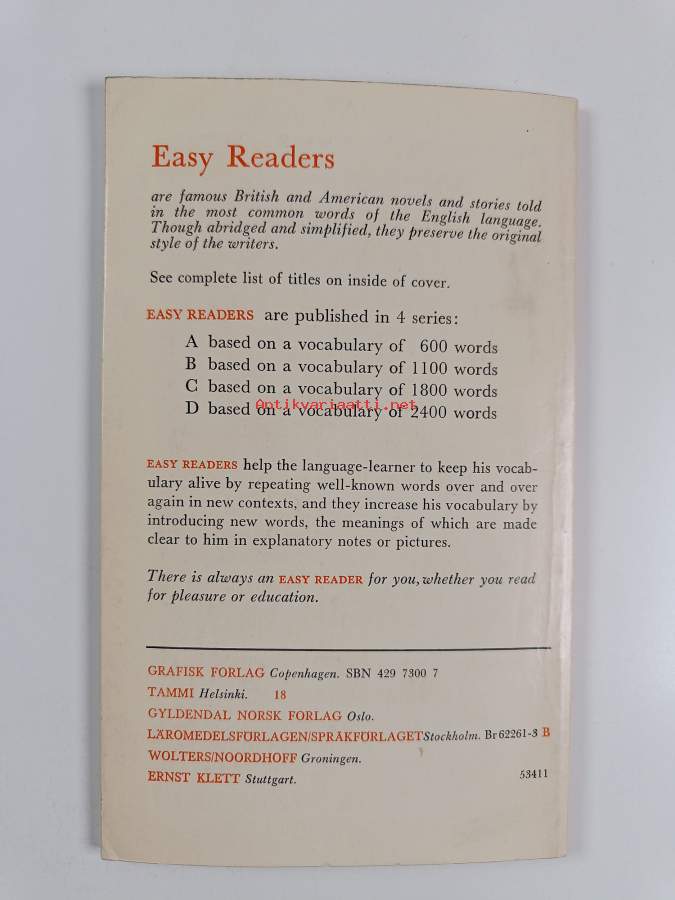 Easy Readers
are famous British and American novels and stories told
in the most common words of the English language.
Though abridged and simplified, they preserve the original
style of the writers.
See complete list of titles on inside of cover.
EASY READERS are published in 4 series:
A based on a vocabulary of 600 words
B based on a vocabulary of 1100 words
C based on a vocabulary of 1800 words
D based on a vocabulary of 2400 words
Antikvariaatti.net
EASY READERS help the language-learner to keep his vocab-
ulary alive by repeating well-known words over and over
again in new contexts, and they increase his vocabulary by
introducing new words, the meanings of which are made
clear to him in explanatory notes or pictures.
There is always an EASY READER for you, whether you read
for pleasure or education.
GRAFISK FORLAG Copenhagen. SBN 429 7300 7
TAMMI Helsinki. 18
GYLDENDAL NORSK FORLAG Oslo.
LÄROMEDELSFÖRLAGEN/SPRÅKFÖRLAGET Stockholm. Br 62261-3 B
WOLTERS/NOORDHOFF Groningen.
ERNST KLETT Stuttgart. 53411